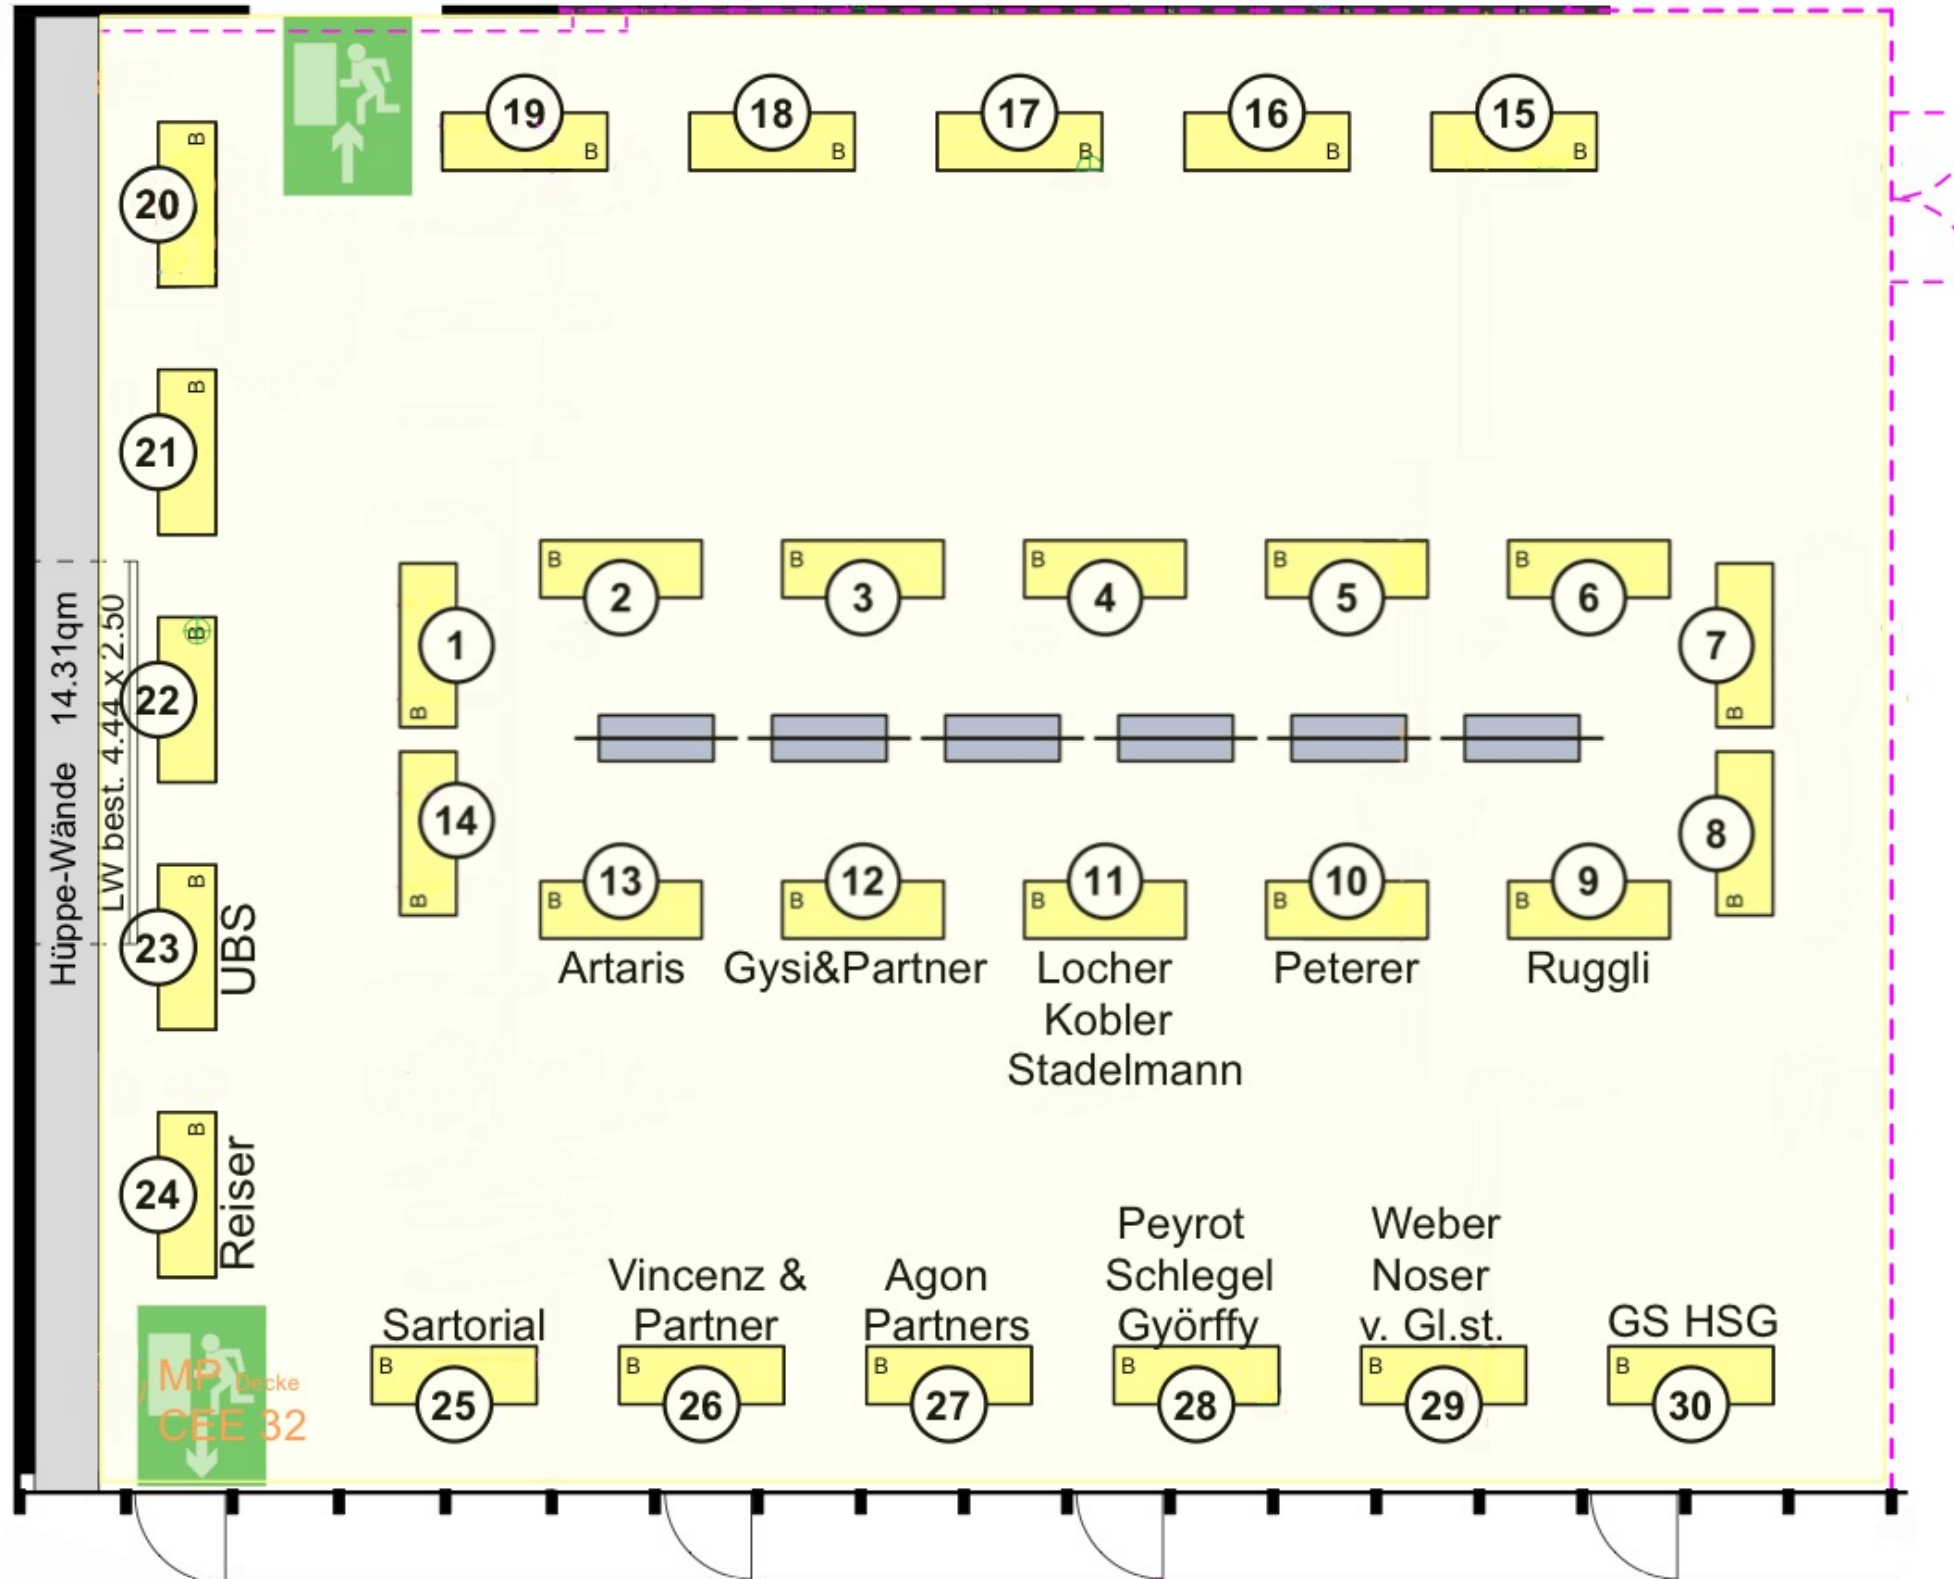 19
18
17
16
15
B
B
B
B
B
B
20
B
21
B
B
B
B
B
2
3
4
5
6
1
7
B
B
B
22
Hüppe-Wände 14.31qm
LW best. 4.44 x 2.50
14
8
B
B
13
12
11
10
9
B
B
B
B
B
B
23
UBS
Artaris
Gysi&Partner
Locher
Kobler
Stadelmann
Peterer
Ruggli
B
24
Reiser
Sartorial
Vincenz &
Partner
Agon
Partners
Peyrot
Schlegel
Györffy
Weber
Noser
v. Gl.st.
GS HSG
B
B
B
B
B
B
25
26
27
28
29
30
MP Decke
CEE 32